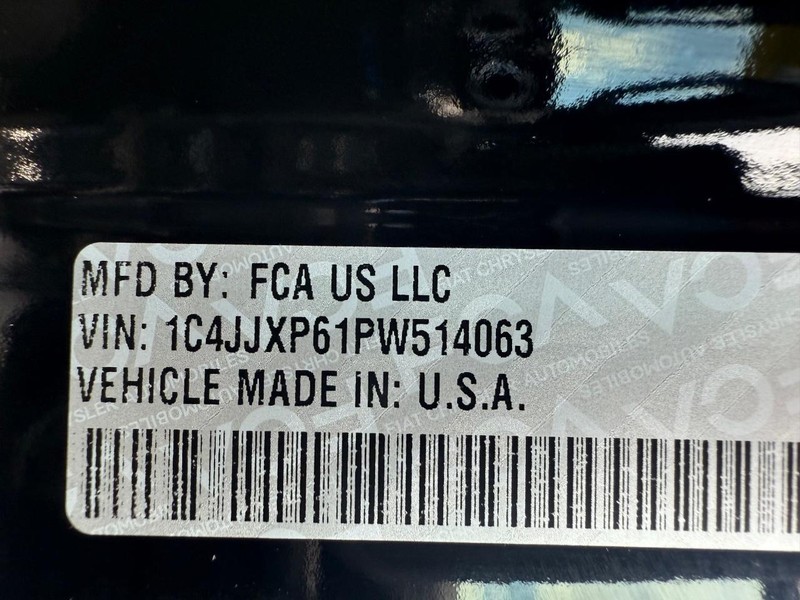 MFD BY: FCA US LLC
VIN: 1C4JJXP61PW514063
VEHICLE MADE IN: U.S.A.